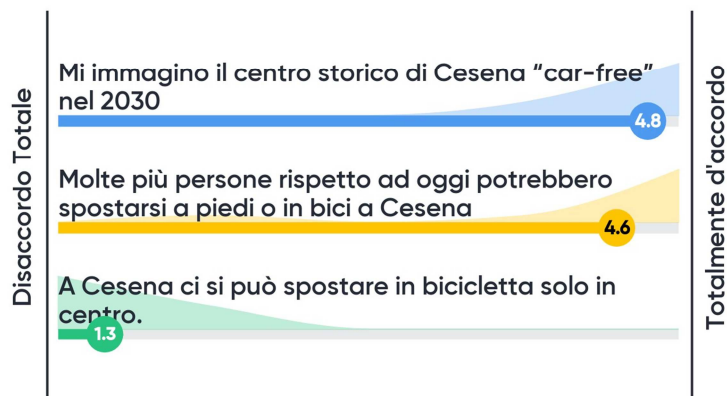 Disaccordo Totale
Mi immagino il centro storico di Cesena “car-free”
nel 2030
4.8
Molte più persone rispetto ad oggi potrebbero
spostarsi a piedi o in bici a Cesena
4.6
A Cesena ci si può spostare in bicicletta solo in
centro.
1.3
Totalmente d'accordo